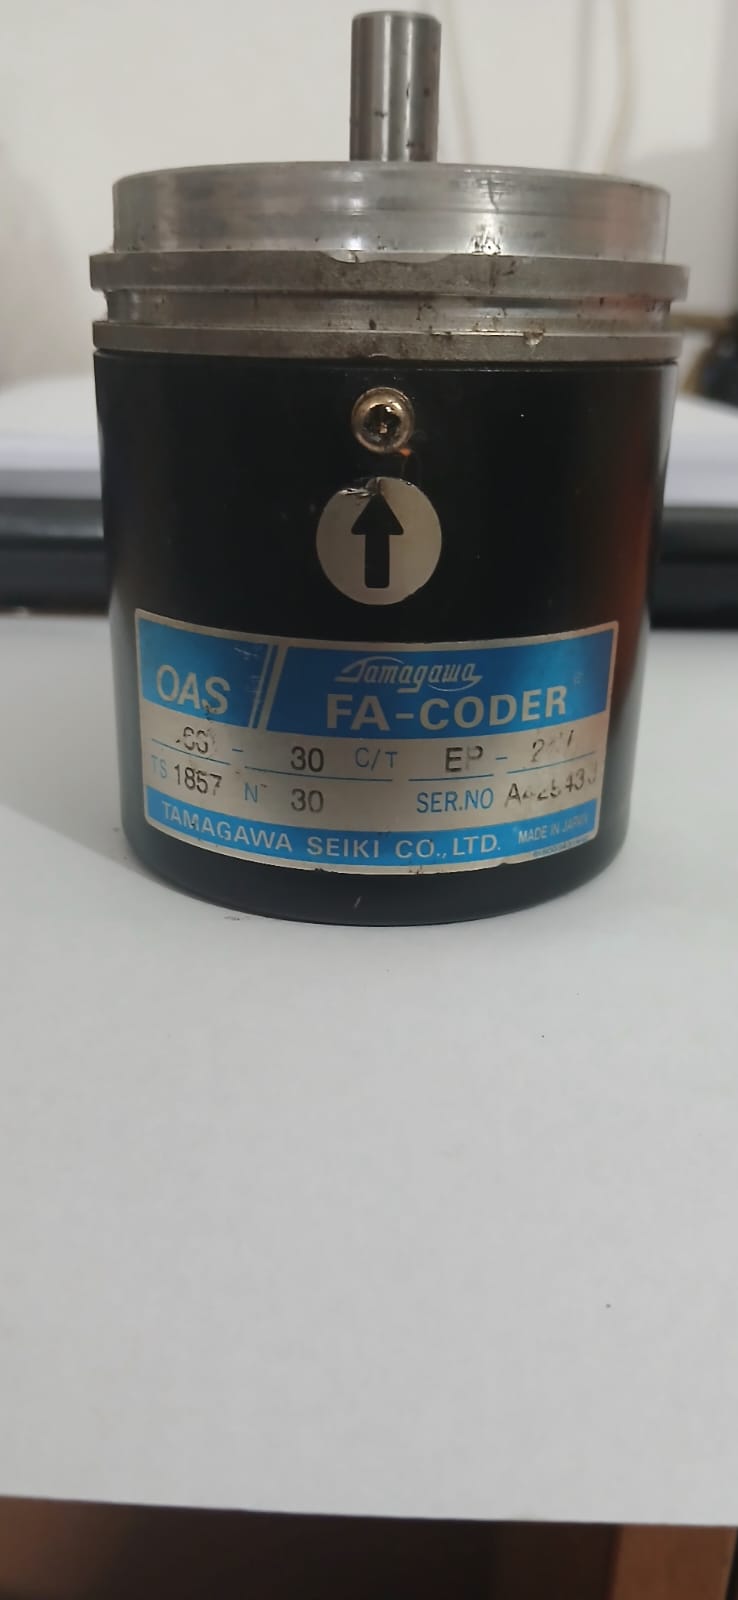 OAS
Tamagawa
FA-CODER
30 C/T EP -
TS 1857 N 30 SER.NO
TAMAGAWA SEIKI CO., LTD. MADE IN JAPAN